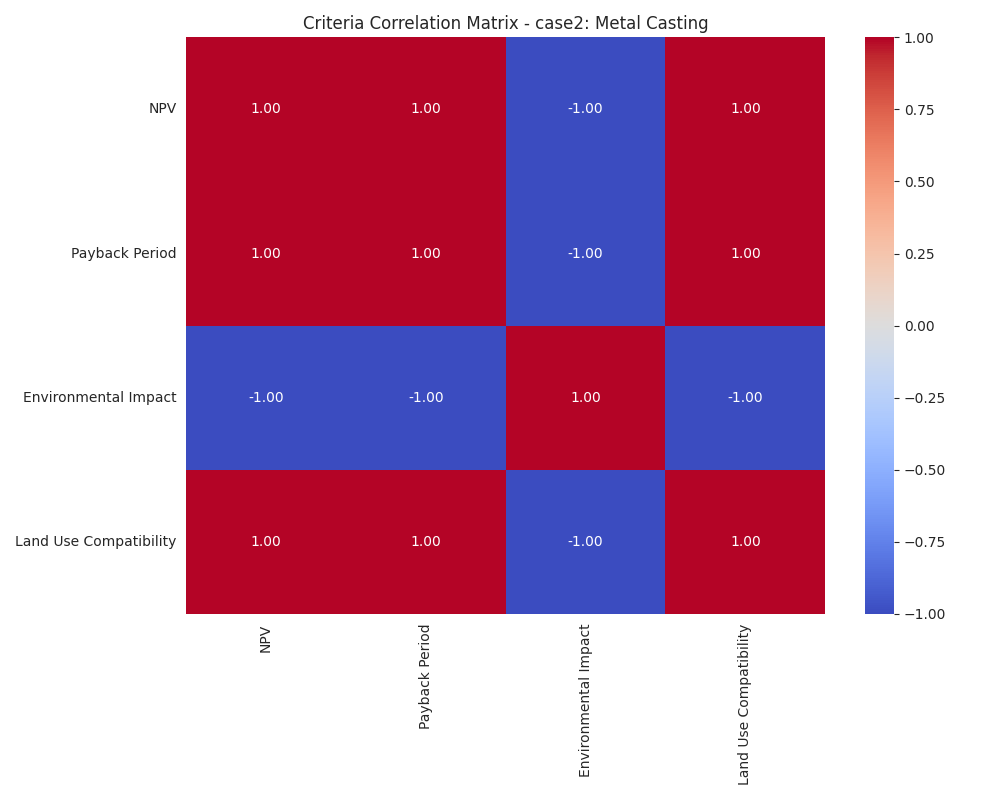 Criteria Correlation Matrix - case2: Metal Casting
NPV
1.00
1.00
-1.00
1.00
Payback Period
1.00
1.00
-1.00
1.00
Environmental Impact
-1.00
-1.00
1.00
-1.00
Land Use Compatibility
1.00
1.00
-1.00
1.00
NPV
Payback Period
Environmental Impact
Land Use Compatibility
1.00
0.75
0.50
0.25
0.00
−0.25
−0.50
−0.75
−1.00